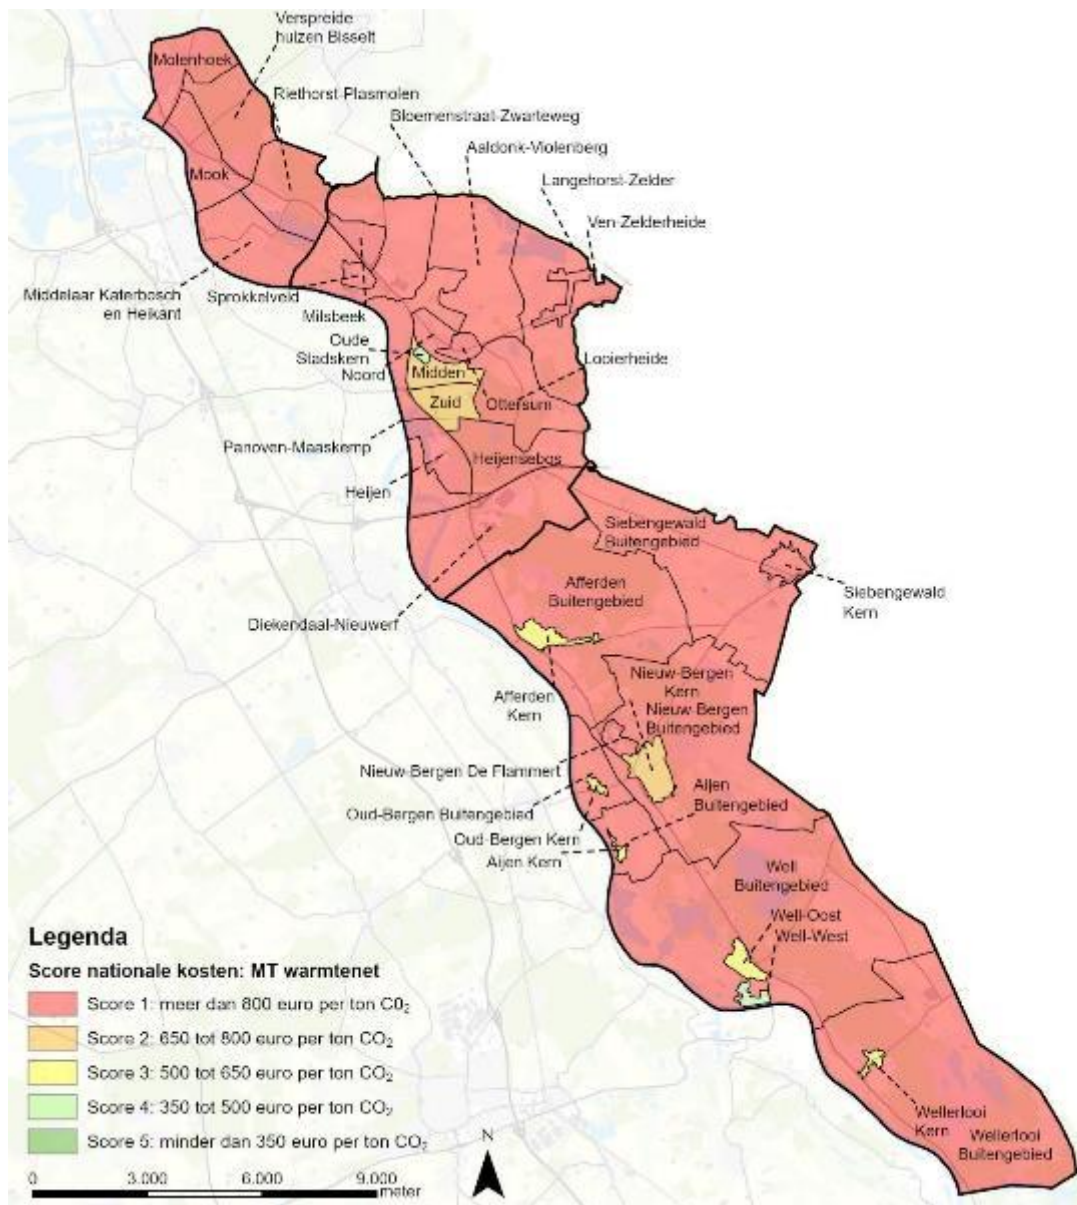 Verspreide
huizen Bisselt
Molenhoek
Riethorst-Plasmolen
Bloemenstraat-Zwarteweg
Aaldonk-Violenberg
Langehorst-Zelder
Mook
Ven-Zelderheide
Middelaar Katerbosch
en Heikant
Sprokkelveld
Milsbeek
Oude
Stadskern
Noord
Looierheide
Midden
Zuid
Ottersum
Panoven-Maaskemp
Heijensebos
Heijen
Siebengewald
Buitengebied
Afferden
Buitengebied
Siebengewald
Kern
Diekendaal-Nieuwerf
Nieuw-Bergen
Kern
Afferden
Kern
Nieuw Bergen
Buitengebied
Nieuw-Bergen De Flammert
Aijen
Buitengebied
Oud-Bergen Buitengebied
Oud-Bergen Kern
Aijen Kern
Well
Buitengebied
Well-Oost
Well-West
Legenda
Score nationale kosten: MT warmtenet
Score 1: meer dan 800 euro per ton C0₂
Score 2: 650 tot 800 euro per ton CO₂
Score 3: 500 tot 650 euro per ton CO₂
Score 4: 350 tot 500 euro per ton CO₂
Score 5: minder dan 350 euro per ton CO₂
Wellerlooi
Kern
Wellerlooi
Buitengebied
N
0 3.000 6.000 9.000
meter